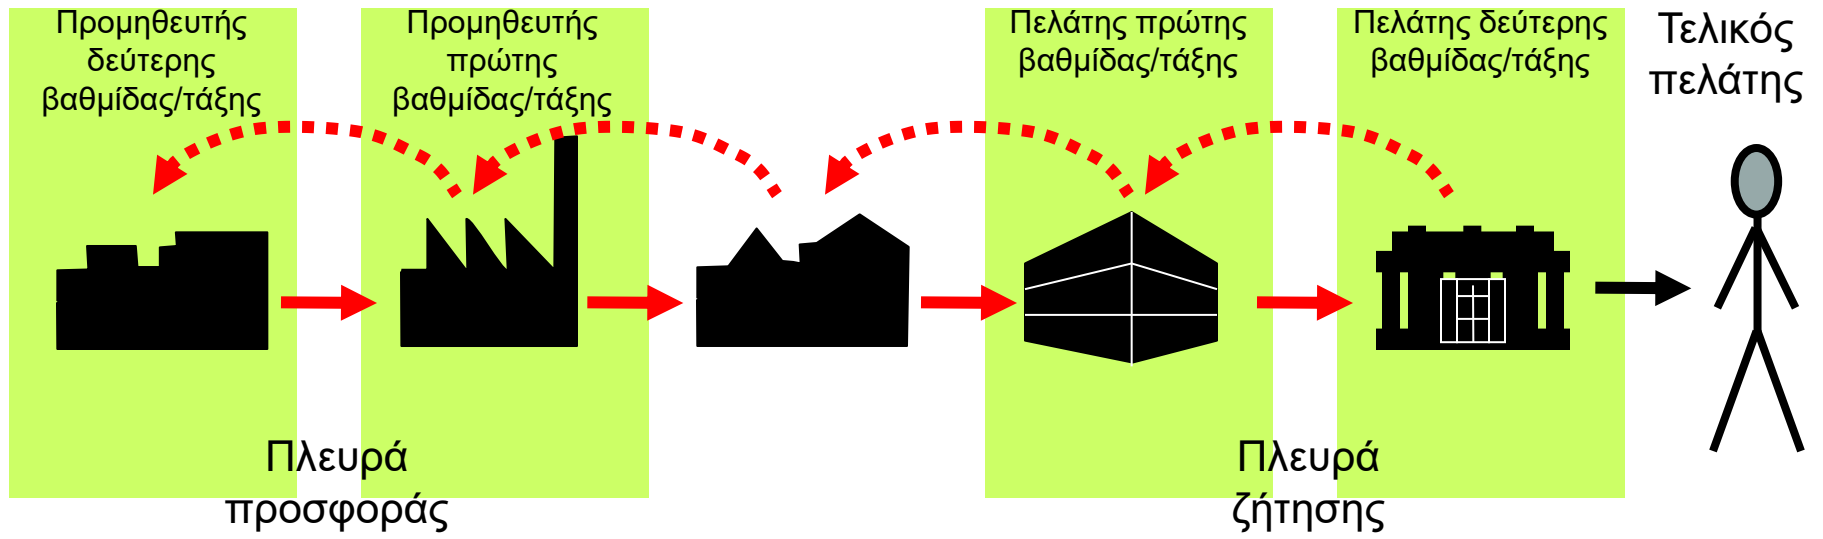 Προμηθευτής
δεύτερης
βαθμίδας/τάξης
Προμηθευτής
πρώτης
βαθμίδας/τάξης
Πελάτης πρώτης
βαθμίδας/τάξης
Πελάτης δεύτερης
βαθμίδας/τάξης
Τελικός
πελάτης
Πλευρά
προσφοράς
Πλευρά
ζήτησης